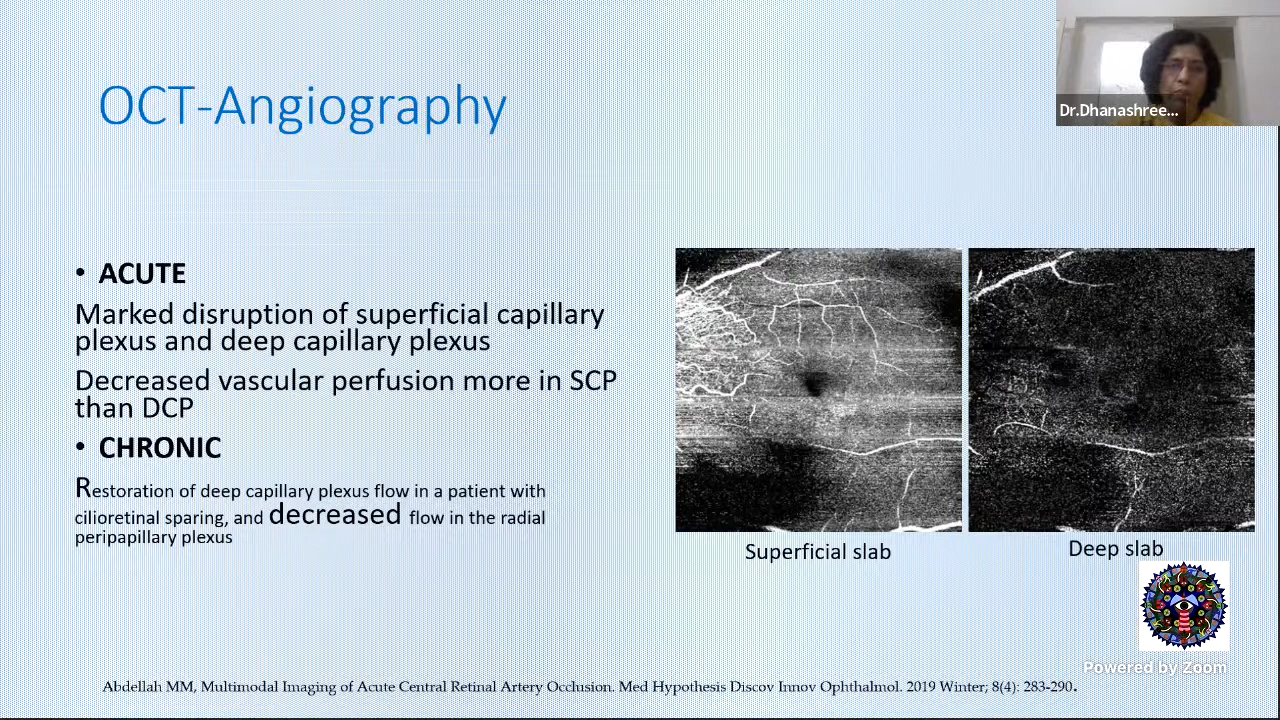 OCT-Angiography
Dr.Dhanashree...
• ACUTE
Marked disruption of superficial capillary
plexus and deep capillary plexus
Decreased vascular perfusion more in SCP
than DCP
• CHRONIC
Restoration of deep capillary plexus flow in a patient with
cilioretinal sparing, and decreased flow in the radial
peripapillary plexus
Superficial slab
Deep slab
Powered by Zoom
Abdellah MM, Multimodal Imaging of Acute Central Retinal Artery Occlusion. Med Hypothesis Discov Innov Ophthalmol. 2019 Winter; 8(4): 283-290.